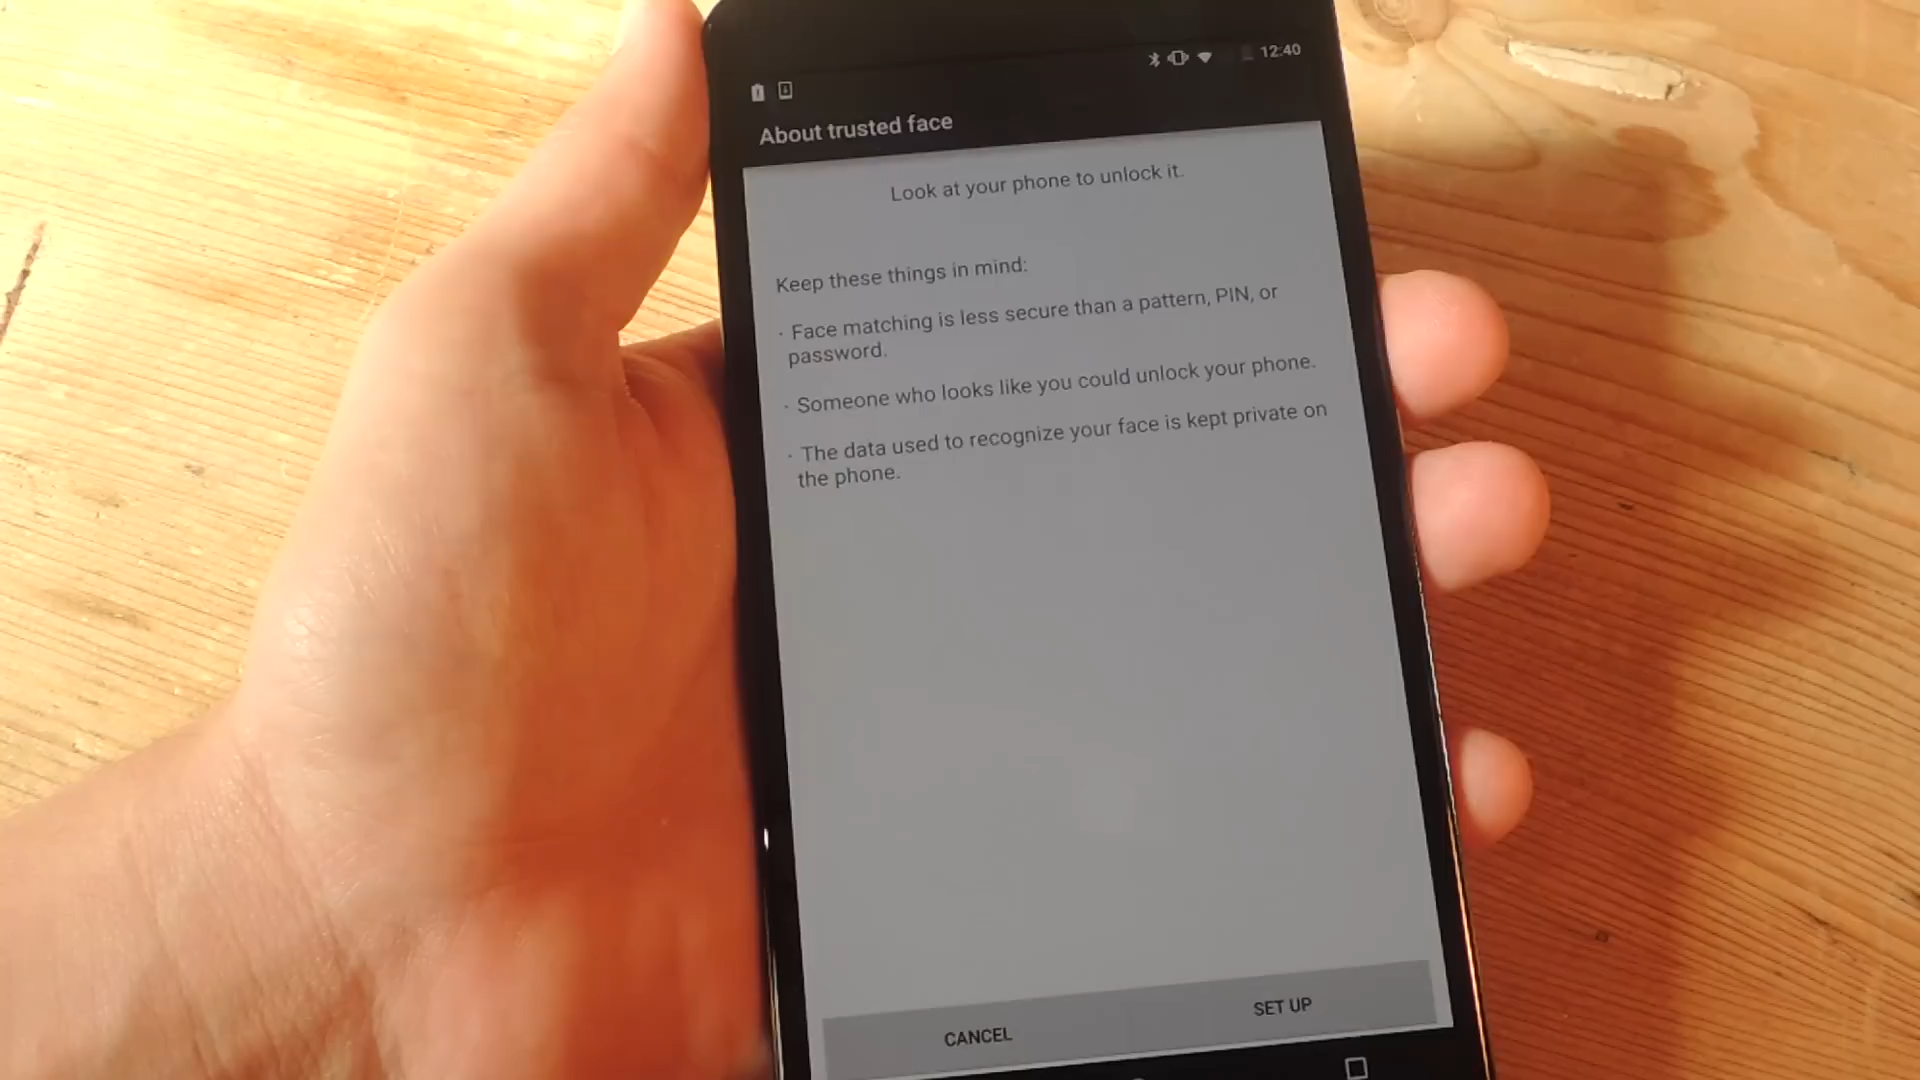 12:40
About trusted face
Look at your phone to unlock it.
Keep these things in mind:
· Face matching is less secure than a pattern, PIN, or
password.
· Someone who looks like you could unlock your phone.
· The data used to recognize your face is kept private on
the phone.
CANCEL
SET UP